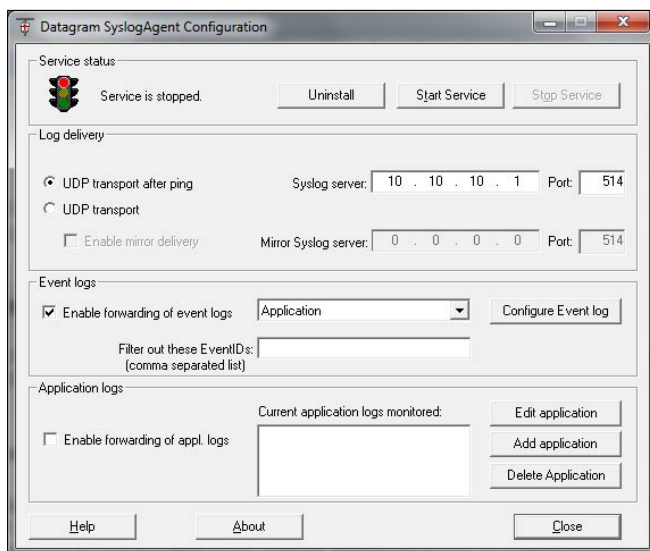 Datagram SyslogAgent Configuration
Service status
Service is stopped.
Uninstall
Start Service
Stop Service
Log delivery
UDP transport after ping
Syslog server: 10 . 10 . 10 . 1 Port: 514
UDP transport
Enable mirror delivery
Mirror Syslog server: 0 . 0 . 0 . 0 Port: 514
Event logs
Enable forwarding of event logs
Application
Configure Event log
Filter out these EventIDs:
(comma separated list)
Application logs
Current application logs monitored:
Enable forwarding of appl. logs
Edit application
Add application
Delete Application
Help
About
Close